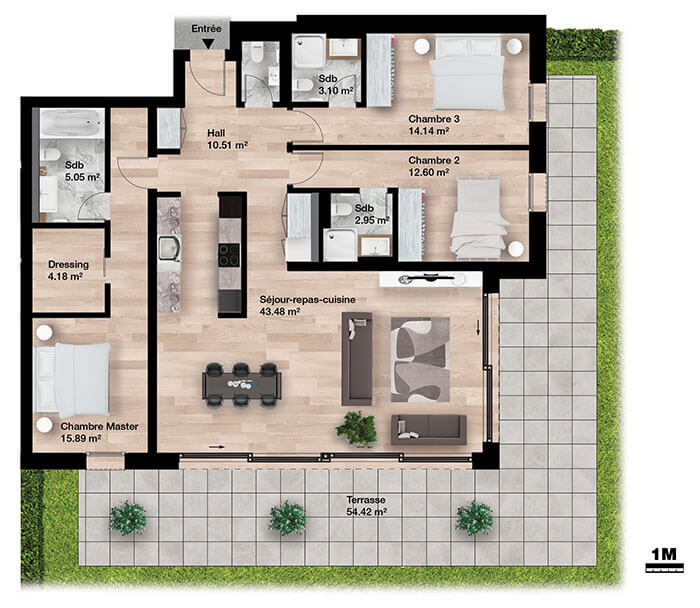 Entrée
Sdb
3.10 m²
Chambre 3
14.14 m²
Hall
10.51 m²
Chambre 2
12.60 m²
Sdb
5.05 m²
Sdb
2.95 m²
Dressing
4.18 m²
Séjour-repas-cuisine
43.48 m²
Chambre Master
15.89 m²
Terrasse
54.42 m²
1M